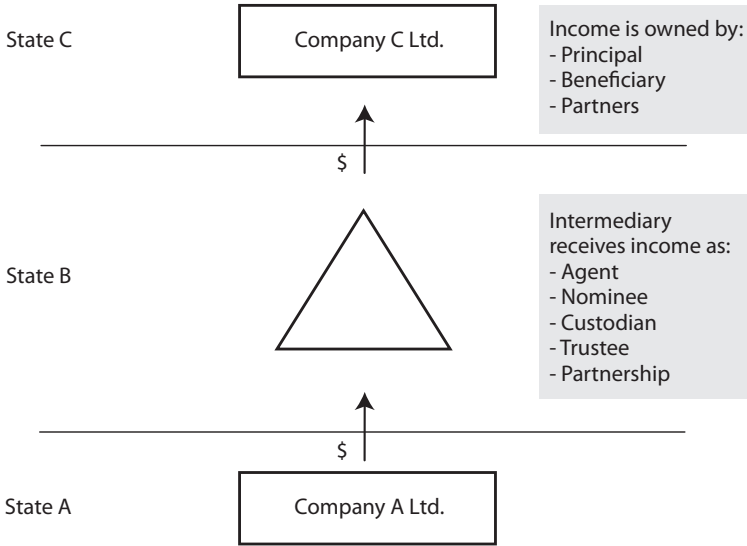 State C
Company C Ltd.
Income is owned by:
- Principal
- Beneficiary
- Partners
$
State B
Intermediary
receives income as:
- Agent
- Nominee
- Custodian
- Trustee
- Partnership
$
State A
Company A Ltd.